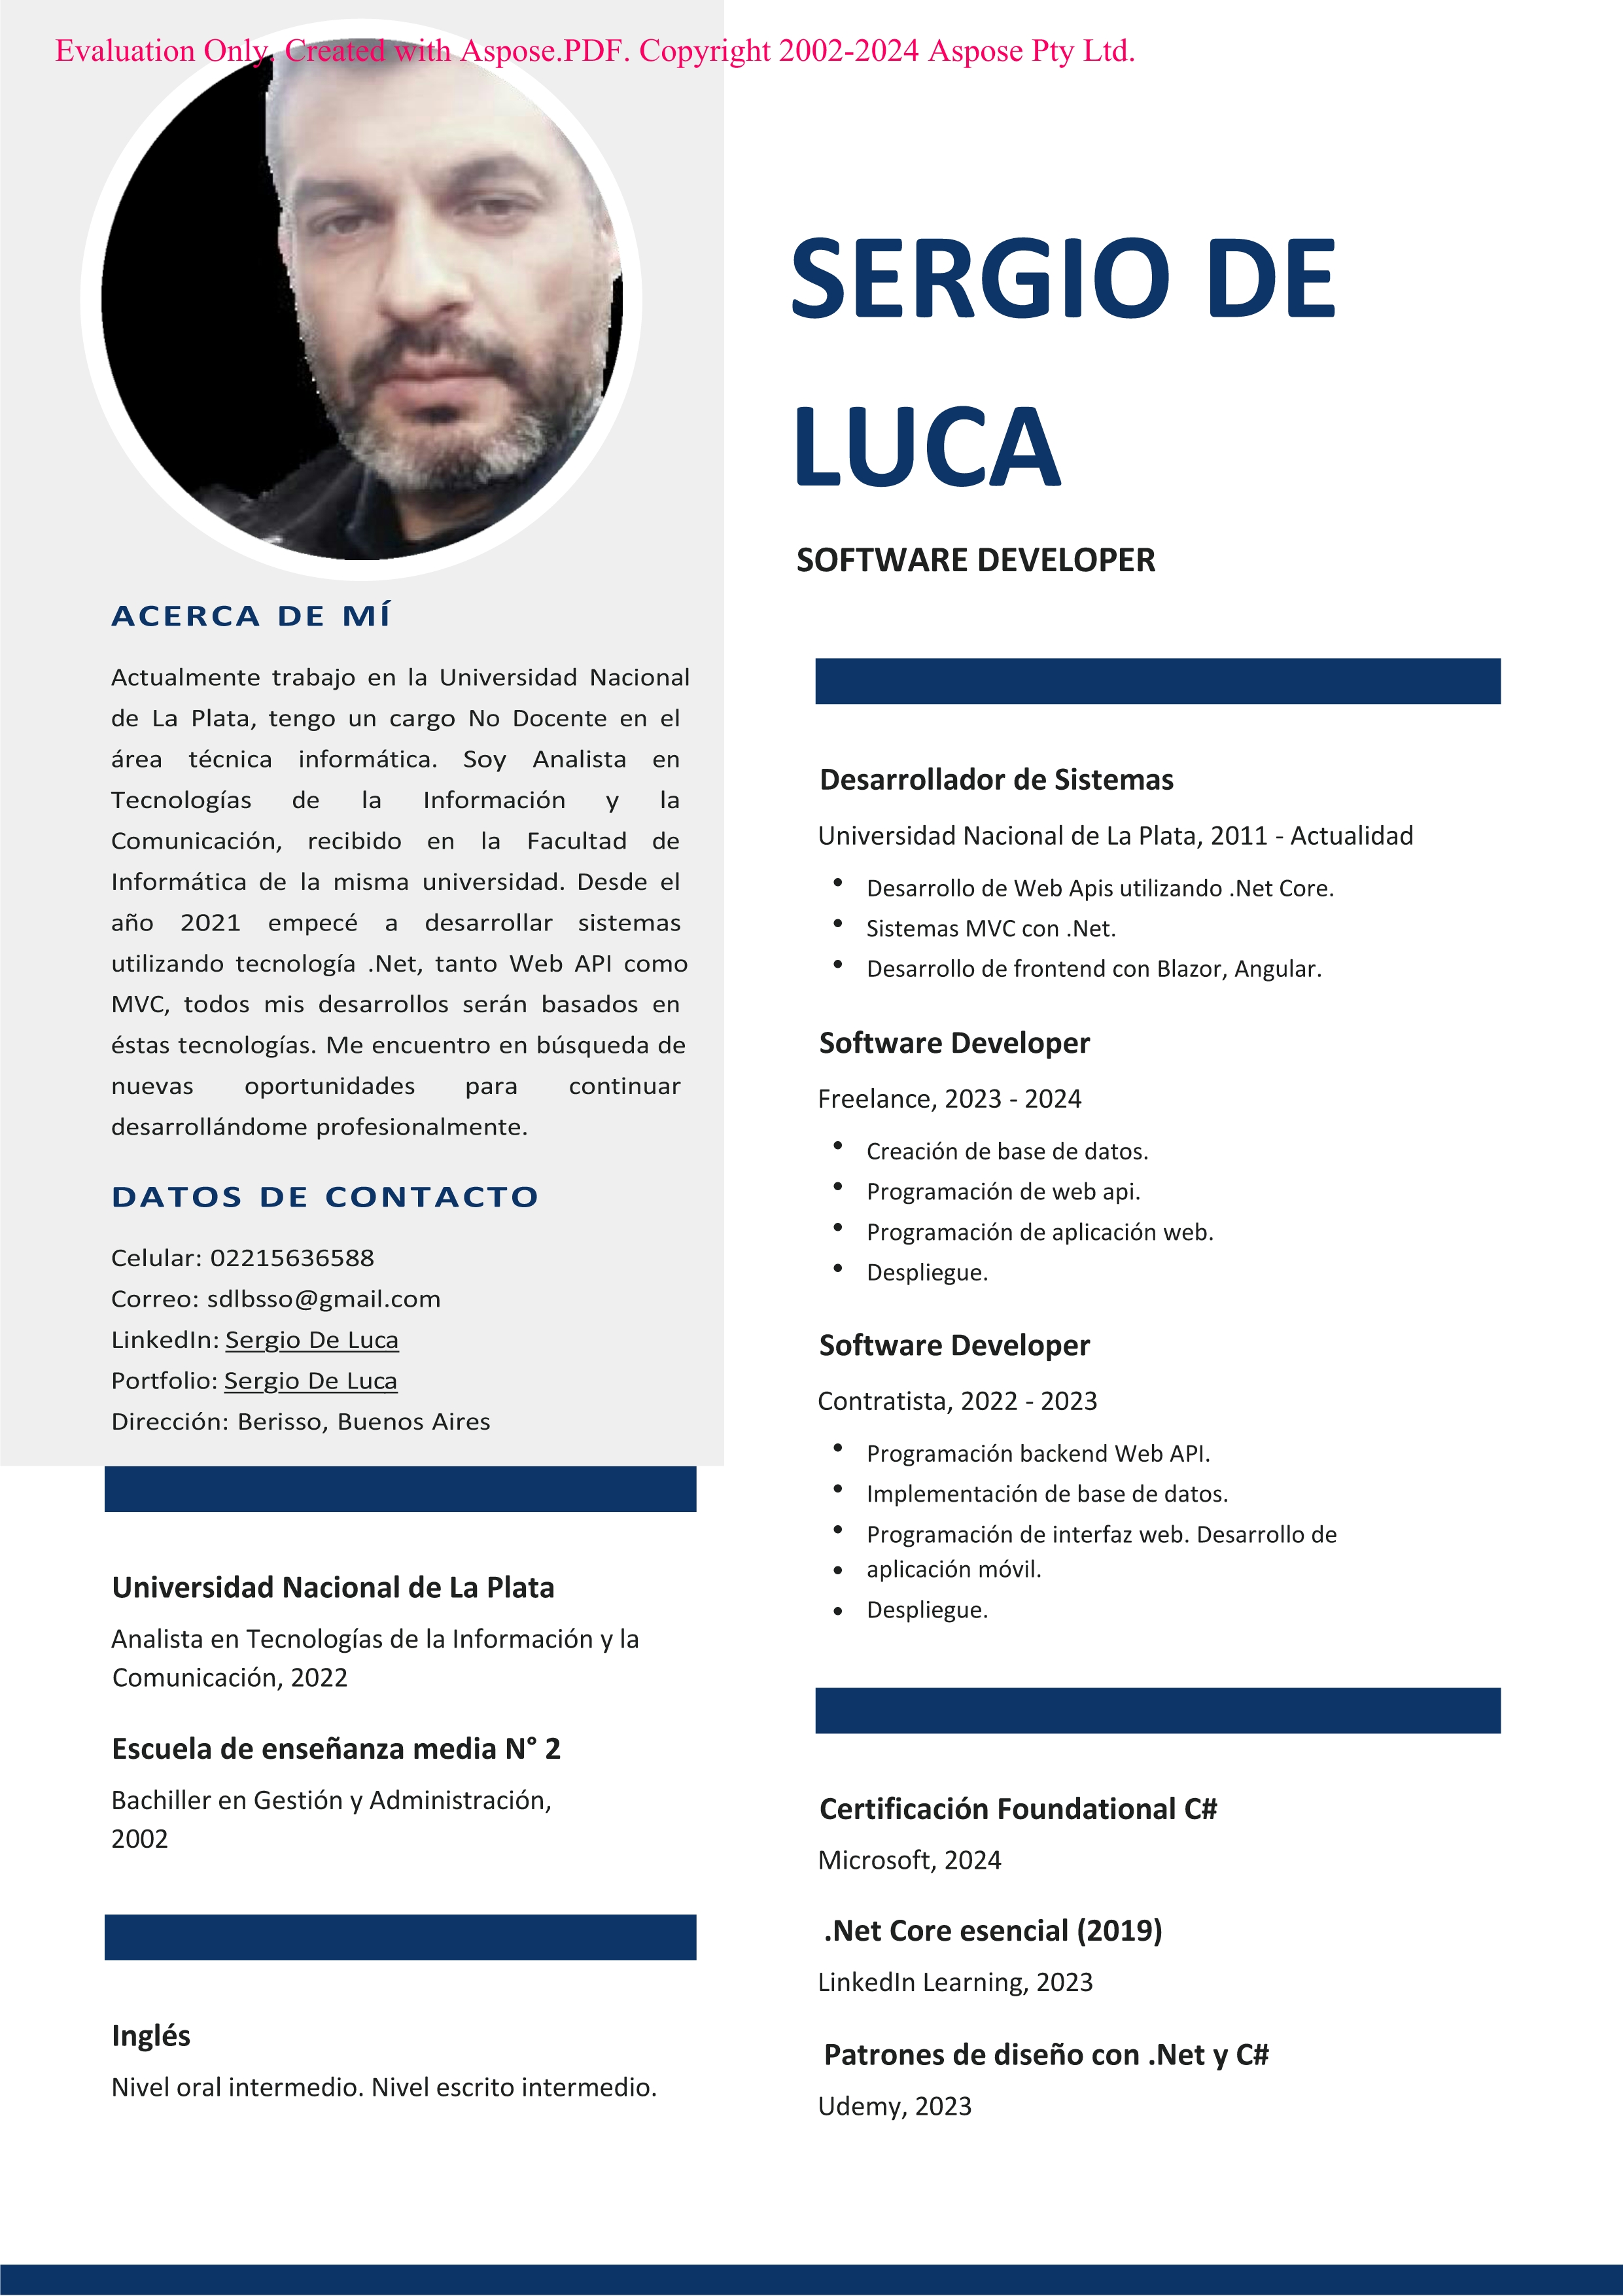 Evaluation Only. Created with Aspose.PDF. Copyright 2002-2024 Aspose Pty Ltd.
SERGIO DE
LUCA
SOFTWARE DEVELOPER
ACERCA DE MÍ
Actualmente trabajo en la Universidad Nacional
de La Plata, tengo un cargo No Docente en el
área técnica informática. Soy Analista en
Tecnologías de la Información y la
Comunicación, recibido en la Facultad de
Informática de la misma universidad. Desde el
año 2021 empecé a desarrollar sistemas
utilizando tecnología .Net, tanto Web API como
MVC, todos mis desarrollos serán basados en
éstas tecnologías. Me encuentro en búsqueda de
nuevas oportunidades para continuar
desarrollándome profesionalmente.
DATOS DE CONTACTO
Celular: 02215636588
Correo: sdlbsso@gmail.com
LinkedIn: Sergio De Luca
Portfolio: Sergio De Luca
Dirección: Berisso, Buenos Aires
Universidad Nacional de La Plata
Analista en Tecnologías de la Información y la
Comunicación, 2022
Escuela de enseñanza media N° 2
Bachiller en Gestión y Administración,
2002
Inglés
Nivel oral intermedio. Nivel escrito intermedio.
Desarrollador de Sistemas
Universidad Nacional de La Plata, 2011 - Actualidad
• Desarrollo de Web Apis utilizando .Net Core.
• Sistemas MVC con .Net.
• Desarrollo de frontend con Blazor, Angular.
Software Developer
Freelance, 2023 - 2024
• Creación de base de datos.
• Programación de web api.
• Programación de aplicación web.
• Despliegue.
Software Developer
Contratista, 2022 - 2023
• Programación backend Web API.
• Implementación de base de datos.
• Programación de interfaz web. Desarrollo de
• aplicación móvil.
• Despliegue.
Certificación Foundational C#
Microsoft, 2024
.Net Core esencial (2019)
LinkedIn Learning, 2023
Patrones de diseño con .Net y C#
Udemy, 2023